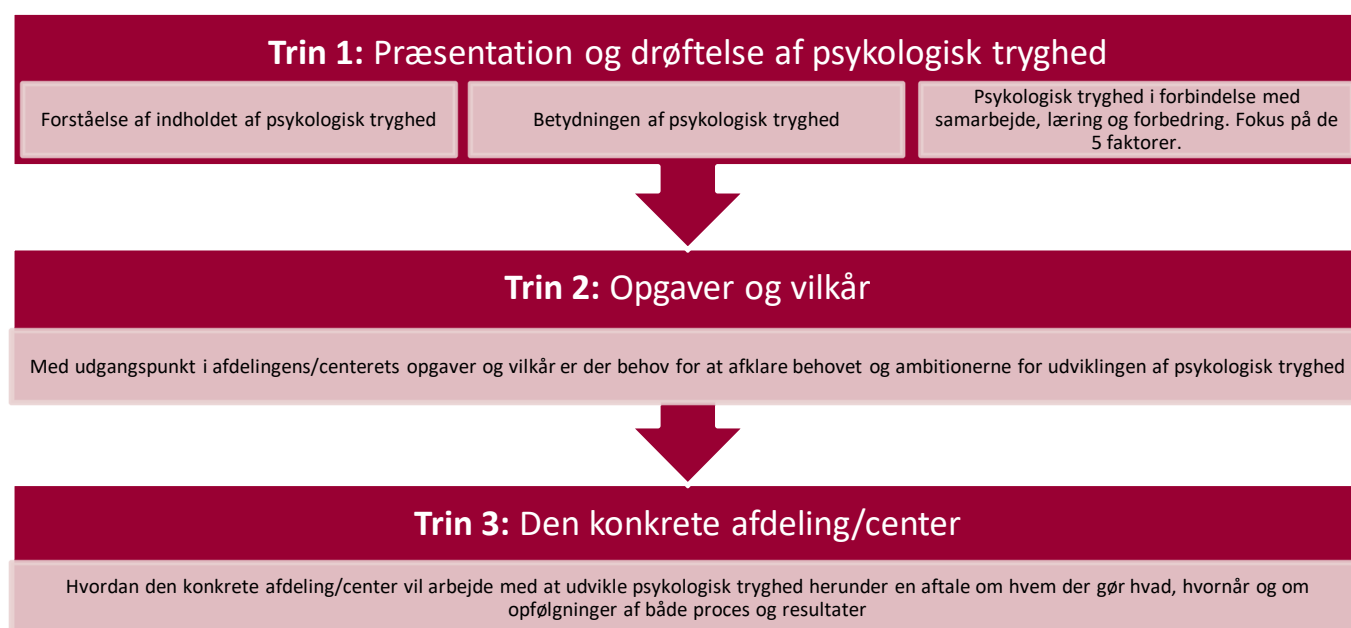 Trin 1: Præsentation og drøftelse af psykologisk tryghed
Forståelse af indholdet af psykologisk tryghed
Betydningen af psykologisk tryghed
Psykologisk tryghed i forbindelse med
samarbejde, læring og forbedring. Fokus på de
5 faktorer.
Trin 2: Opgaver og vilkår
Med udgangspunkt i afdelingens/centerets opgaver og vilkår er der behov for at afklare behovet og ambitionerne for udviklingen af psykologisk tryghed
Trin 3: Den konkrete afdeling/center
Hvordan den konkrete afdeling/center vil arbejde med at udvikle psykologisk tryghed herunder en aftale om hvem der gør hvad, hvornår og om
opfølgninger af både proces og resultater